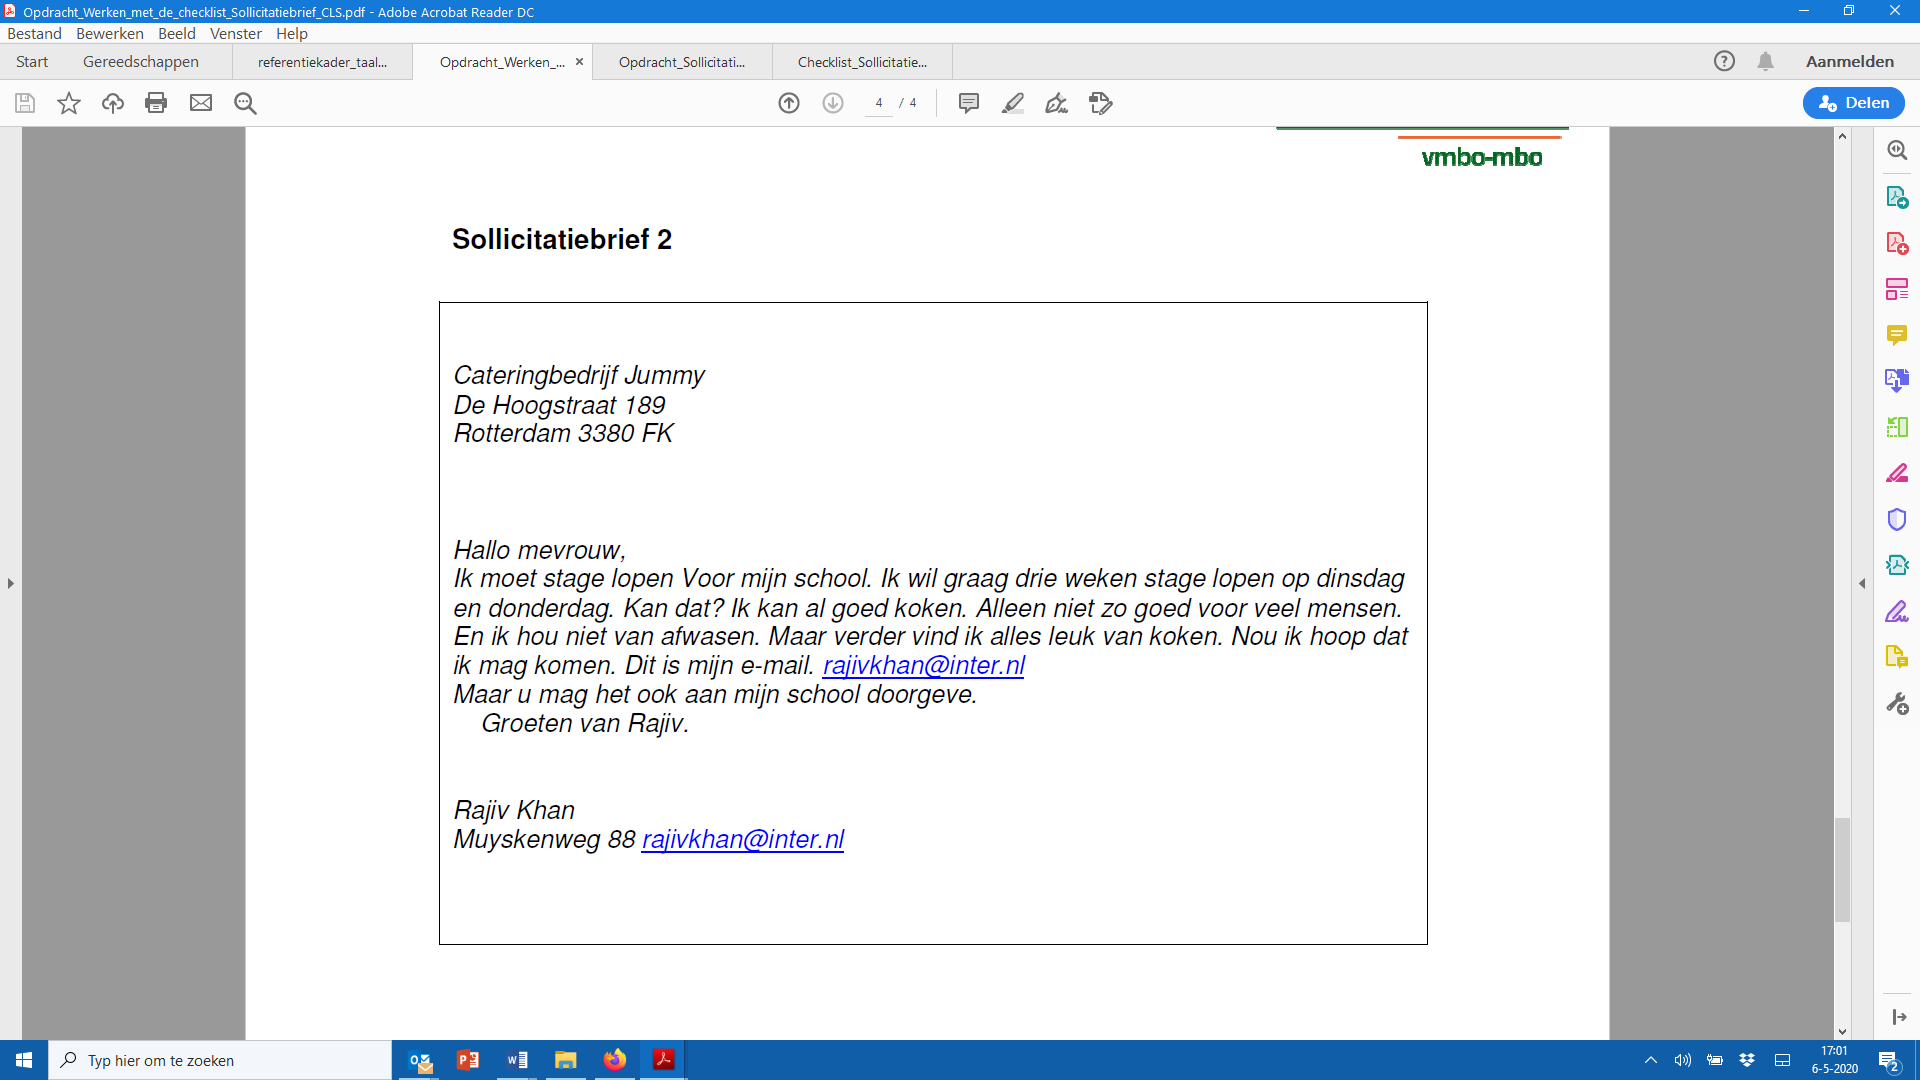 Opdracht_Werken_met_de_checklist_Sollicitatiebrief_CLS.pdf - Adobe Acrobat Reader DC
Bestand Bewerken Beeld Venster Help
Start Gereedschappen referentiekader_taal... Opdracht_Werken_... Opdracht_Sollicitati... Checklist_Sollicitatie... Aanmelden
4 / 4 Delen
vmbo-mbo
Sollicitatiebrief 2
Cateringbedrijf Jummy
De Hoogstraat 189
Rotterdam 3380 FK
Hallo mevrouw,
Ik moet stage lopen Voor mijn school. Ik wil graag drie weken stage lopen op dinsdag
en donderdag. Kan dat? Ik kan al goed koken. Alleen niet zo goed voor veel mensen.
En ik hou niet van afwasen. Maar verder vind ik alles leuk van koken. Nou ik hoop dat
ik mag komen. Dit is mijn e-mail. rajivkhan@inter.nl
Maar u mag het ook aan mijn school doorgeve.
Groeten van Rajiv.
Rajiv Khan
Muyskenweg 88 rajivkhan@inter.nl
Typ hier om te zoeken
17:01
6-5-2020
2